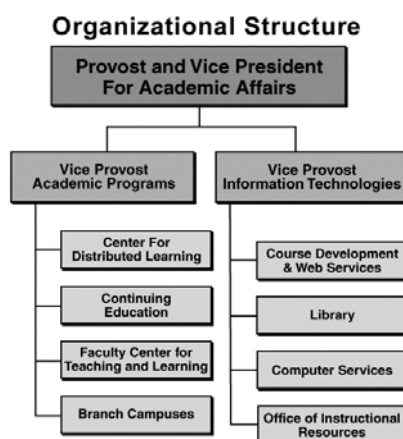 Organizational Structure
Provost and Vice President
For Academic Affairs
Vice Provost
Academic Programs
Center For
Distributed Learning
Continuing
Education
Faculty Center for
Teaching and Learning
Branch Campuses
Vice Provost
Information Technologies
Course Development
& Web Services
Library
Computer Services
Office of Instructional
Resources